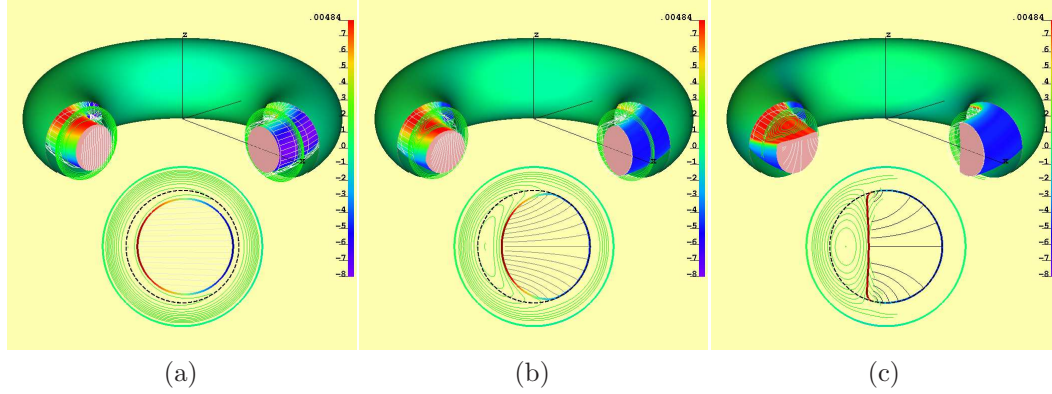 .00484 .00484 .00484
z z z
.7 .7 .7
.6 .6 .6
.5 .5 .5
.4 .4 .4
.3 .3 .3
.2 .2 .2
.1 .1 .1
.0 .0 .0
-.1 -.1 -.1
-.2 -.2 -.2
-.3 -.3 -.3
-.4 -.4 -.4
-.5 -.5 -.5
-.6 -.6 -.6
-.7 -.7 -.7
-.8 -.8 -.8
x x x
(a) (b) (c)